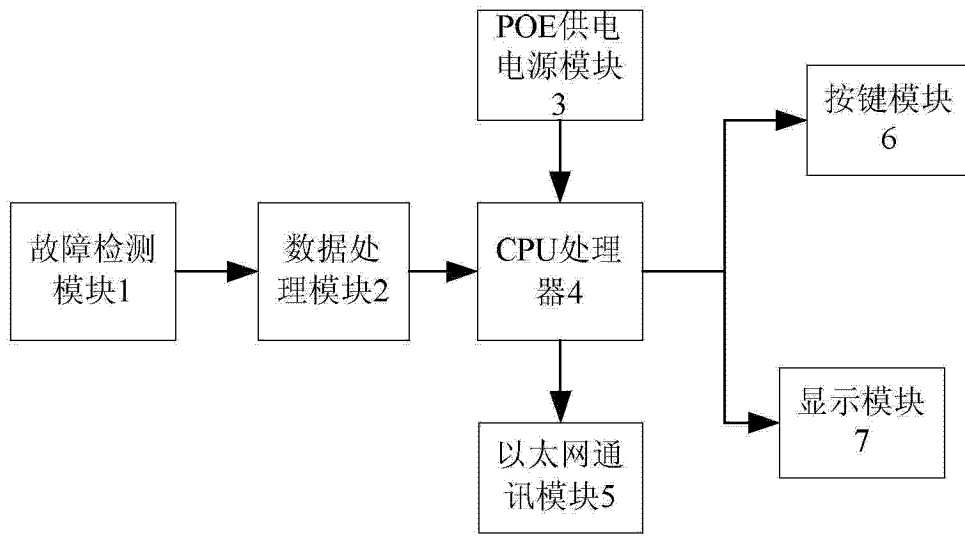 POE供电
电源模块
3
按键模块
6
故障检测
模块1
数据处
理模块2
CPU处理
器4
显示模块
7
以太网通
讯模块5